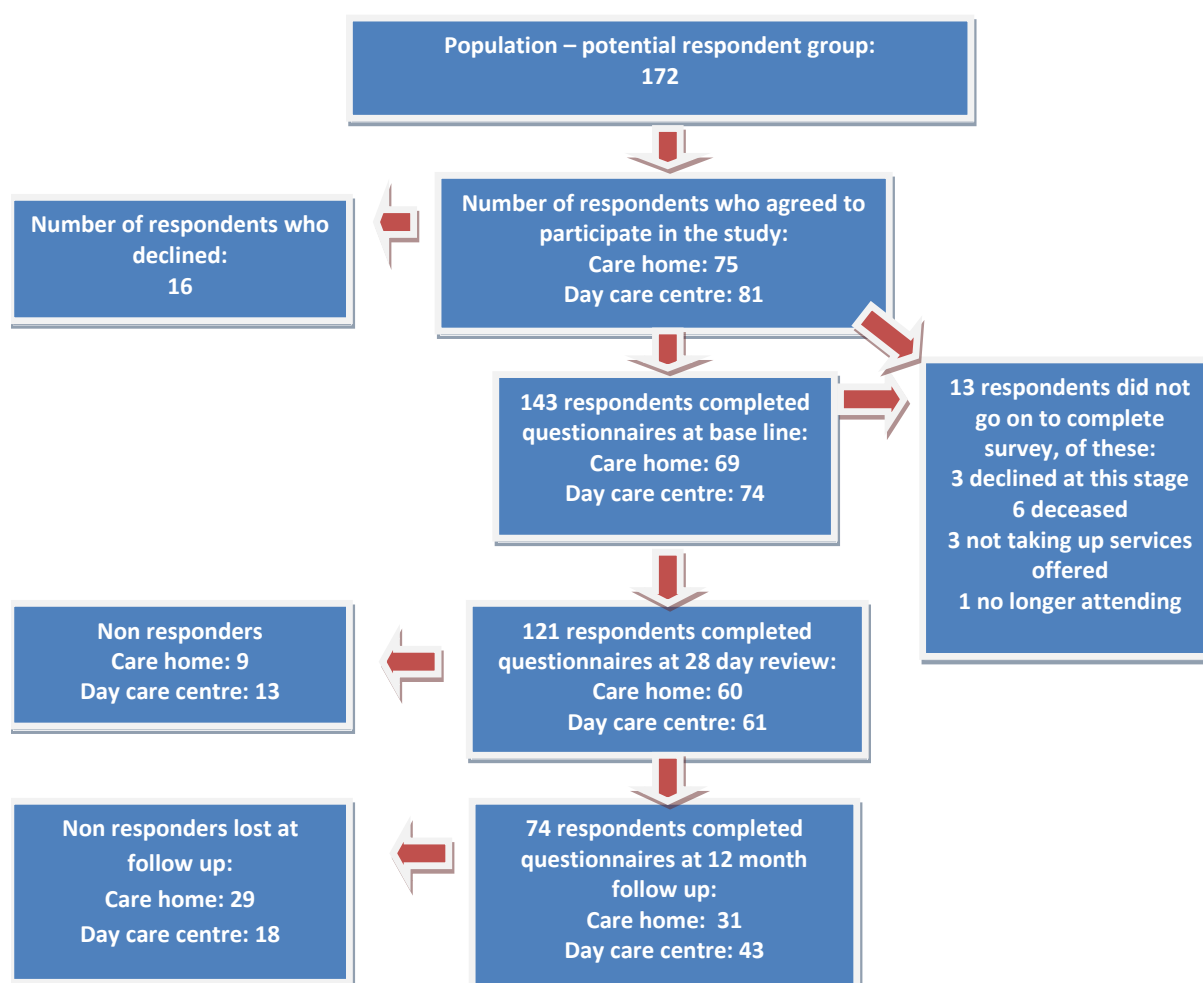 Population – potential respondent group:
172
Number of respondents who
declined:
16
Number of respondents who agreed to
participate in the study:
Care home: 75
Day care centre: 81
143 respondents completed
questionnaires at base line:
Care home: 69
Day care centre: 74
13 respondents did not
go on to complete
survey, of these:
3 declined at this stage
6 deceased
3 not taking up services
offered
1 no longer attending
Non responders
Care home: 9
Day care centre: 13
121 respondents completed
questionnaires at 28 day review:
Care home: 60
Day care centre: 61
Non responders lost at
follow up:
Care home: 29
Day care centre: 18
74 respondents completed
questionnaires at 12 month
follow up:
Care home:  31
Day care centre: 43